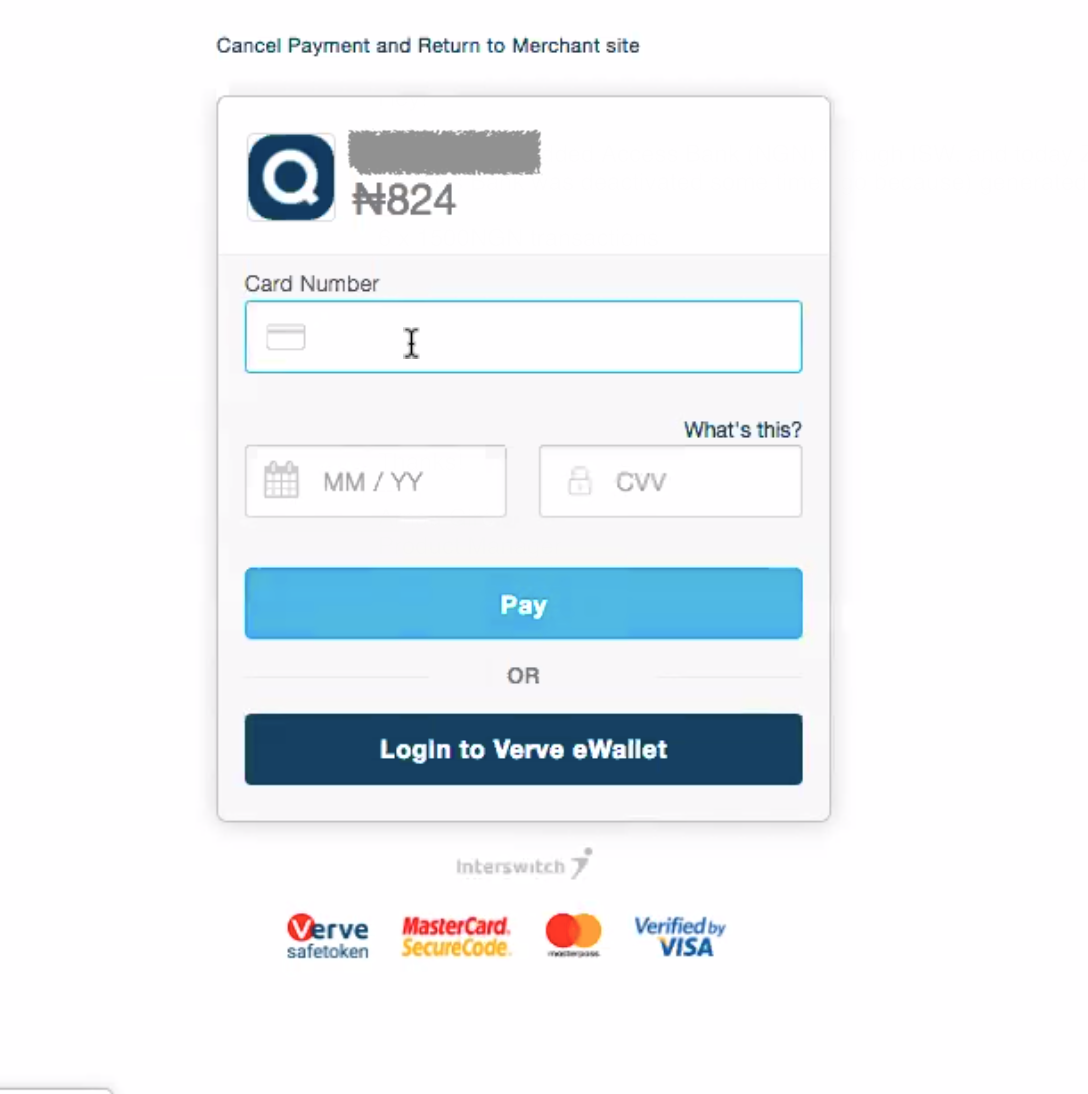 Cancel Payment and Return to Merchant site
₦824
Card Number
What's this?
MM / YY
CVV
Pay
OR
Login to Verve eWallet
Interswitch
Verve safetoken
MasterCard. SecureCode.
masterpass
Verified by VISA